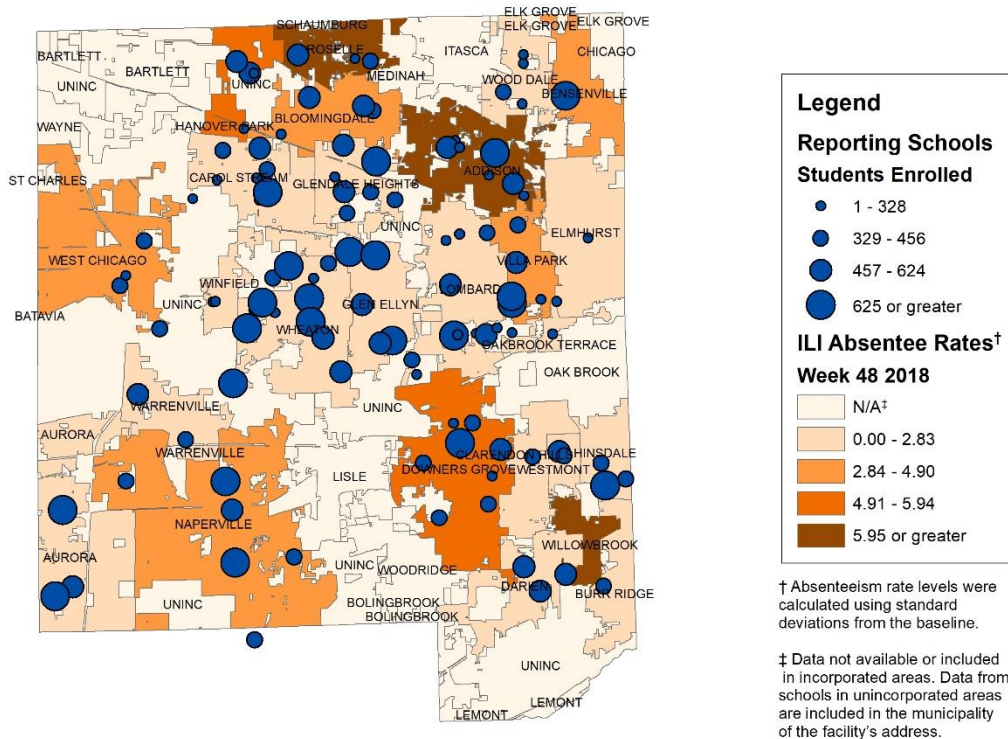 SCHAUMBURG
ELK GROVE
ELK GROVE
ELK GROVE
BARTLETT
ROSELLE
ITASCA
CHICAGO
BARTLETT
UNINC
MEDINAH
WOOD DALE
UNINC
BENSENVILLE
WAYNE
HANOVER PARK
BLOOMINGDALE
ST CHARLES
CAROL STREAM
GLENDALE HEIGHTS
ADDISON
UNINC
ELMHURST
WEST CHICAGO
VILLA PARK
WINFIELD
BATAVIA
UNINC
GLEN ELLYN
OMBARD
WHEATON
OAKBROOK TERRACE
OAK BROOK
WARRENVILLE
UNINC
AURORA
WARRENVILLE
CLARENDON HILLS
HINSDALE
LISLE
DOWNERS GROVE
WESTMONT
NAPERVILLE
AURORA
WILLOWBROOK
UNINC
WOODRIDGE
DARIEN
BURR RIDGE
UNINC
BOLINGBROOK
BOLINGBROOK
UNINC
LEMONT
LEMONT
Legend
Reporting Schools
Students Enrolled
1 - 328
329 - 456
457 - 624
625 or greater
ILI Absentee Rates†
Week 48 2018
N/A‡
0.00 - 2.83
2.84 - 4.90
4.91 - 5.94
5.95 or greater
† Absenteeism rate levels were
calculated using standard
deviations from the baseline.
‡ Data not available or included
in incorporated areas. Data from
schools in unincorporated areas
are included in the municipality
of the facility's address.